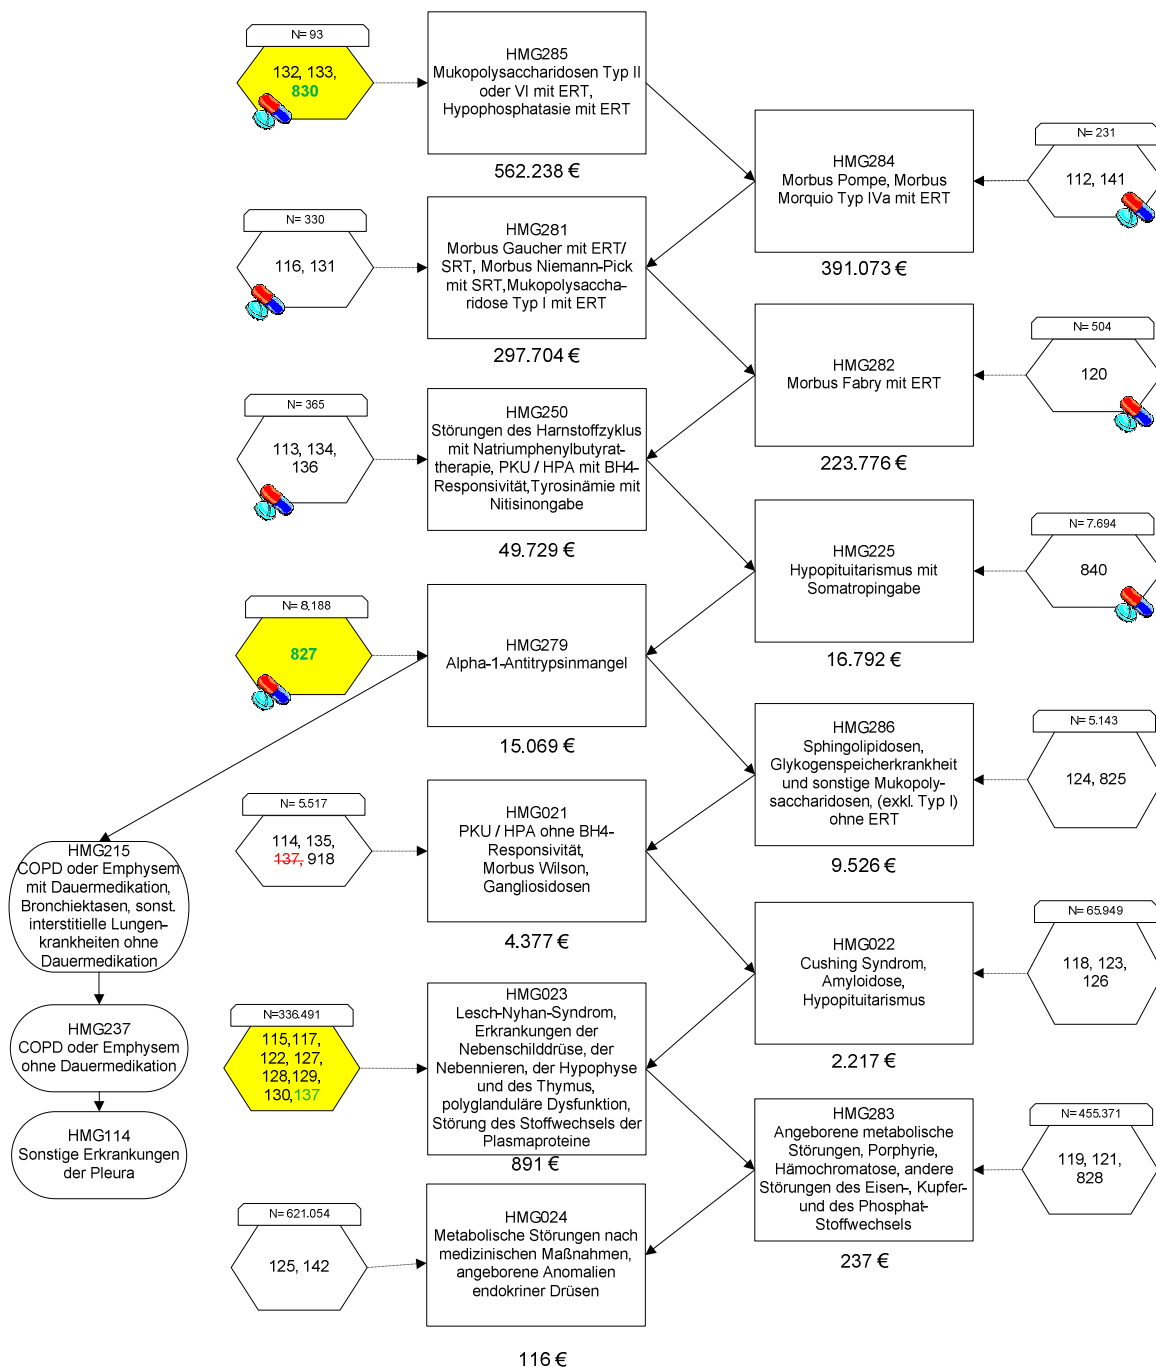 N= 93
132, 133,
830
HMG285
Mukopolysaccharidosen Typ II
oder VI mit ERT,
Hypophosphatasie mit ERT
562.238 €
N= 231
112, 141
HMG284
Morbus Pompe, Morbus
Morquio Typ IVa mit ERT
391.073 €
N= 330
116, 131
HMG281
Morbus Gaucher mit ERT/
SRT, Morbus Niemann-Pick
mit SRT,Mukopolysaccha-
ridose Typ I mit ERT
297.704 €
N= 504
120
HMG282
Morbus Fabry mit ERT
223.776 €
N= 365
113, 134,
136
HMG250
Störungen des Harnstoffzyklus
mit Natriumphenylbutyrat-
therapie, PKU / HPA mit BH4-
Responsivität,Tyrosinämie mit
Nitisinongabe
49.729 €
N= 7.694
840
HMG225
Hypopituitarismus mit
Somatropingabe
16.792 €
N= 8.188
827
HMG279
Alpha-1-Antitrypsinmangel
15.069 €
N= 5.143
124, 825
HMG286
Sphingolipidosen,
Glykogenspeicherkrankheit
und sonstige Mukopoly-
saccharidosen, (exkl. Typ I)
ohne ERT
9.526 €
N= 5.517
114, 135,
137, 918
HMG021
PKU / HPA ohne BH4-
Responsivität,
Morbus Wilson,
Gangliosidosen
4.377 €
HMG215
COPD oder Emphysem
mit Dauermedikation,
Bronchiektasen, sonst.
interstitielle Lungen-
krankheiten ohne
Dauermedikation
N= 65.949
118, 123,
126
HMG022
Cushing Syndrom,
Amyloidose,
Hypopituitarismus
2.217 €
HMG237
COPD oder Emphysem
ohne Dauermedikation
N=336.491
115,117,
122, 127,
128,129,
130,137
HMG023
Lesch-Nyhan-Syndrom,
Erkrankungen der
Nebenschilddrüse, der
Nebennieren, der Hypophyse
und des Thymus,
polyglanduläre Dysfunktion,
Störung des Stoffwechsels der
Plasmaproteine
891 €
HMG114
Sonstige Erkrankungen
der Pleura
N= 455.371
119, 121,
828
HMG283
Angeborene metabolische
Störungen, Porphyrie,
Hämochromatose, andere
Störungen des Eisen-, Kupfer-
und des Phosphat-
Stoffwechsels
237 €
N= 621.054
125, 142
HMG024
Metabolische Störungen nach
medizinischen Maßnahmen,
angeborene Anomalien
endokriner Drüsen
116 €